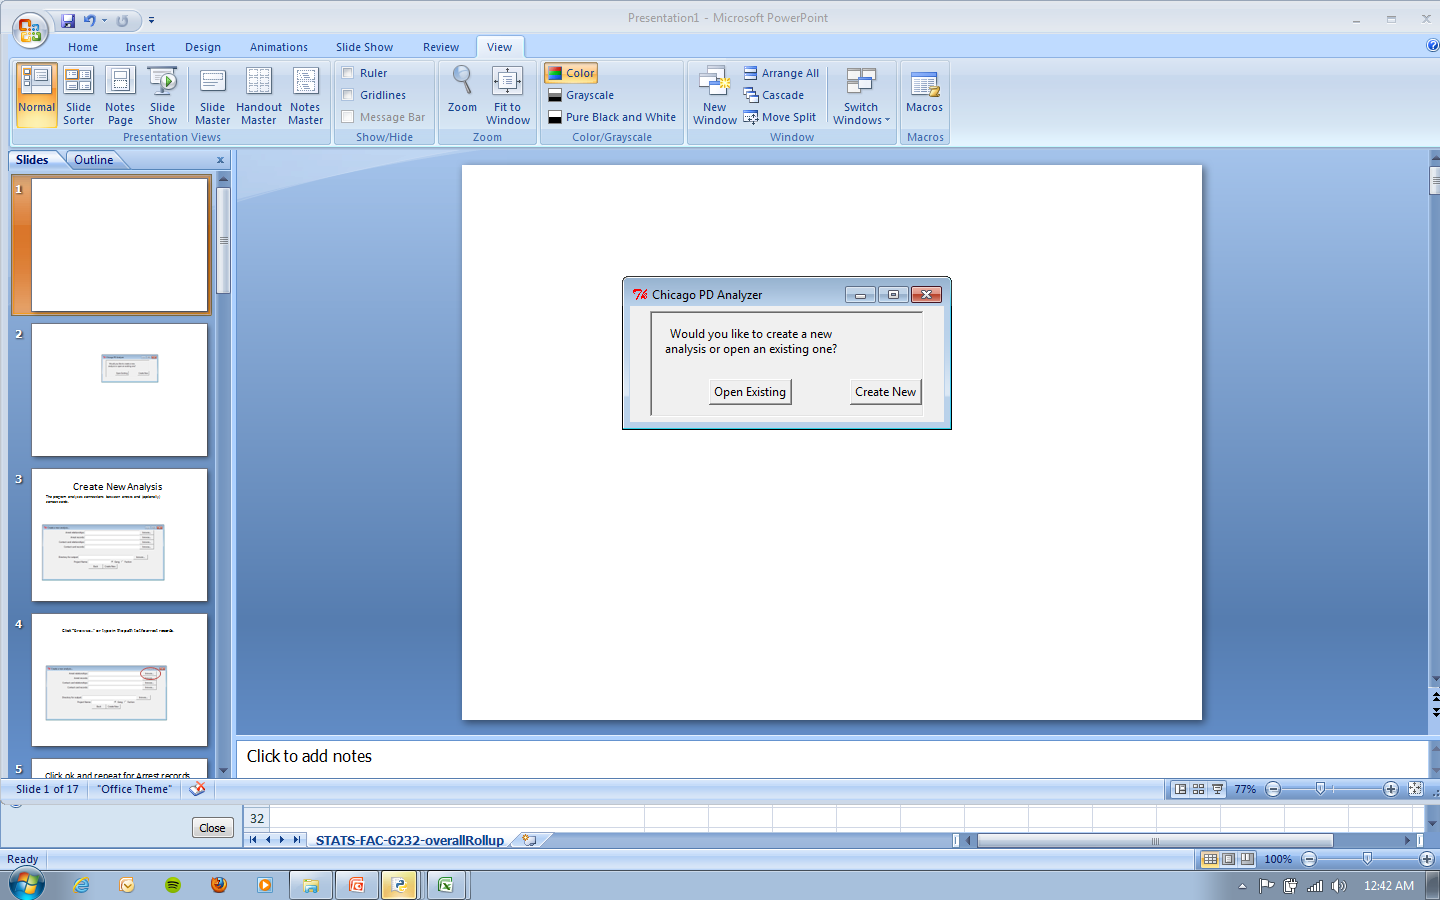 Presentation1 - Microsoft PowerPoint
Home Insert Design Animations Slide Show Review View
Normal
Slide Sorter
Notes Page
Slide Show
Slide Master
Handout Master
Notes Master
Presentation Views
Ruler
Gridlines
Message Bar
Show/Hide
Zoom
Fit to Window
Zoom
Color
Grayscale
Pure Black and White
Color/Grayscale
New Window
Arrange All
Cascade
Move Split
Switch Windows
Window
Macros
Macros
Slides Outline
1
2
3
Create New Analysis
4
5
Click ok and repeat for Arrest records
Chicago PD Analyzer
Would you like to create a new
analysis or open an existing one?
Open Existing Create New
Click to add notes
Slide 1 of 17 "Office Theme" 77%
32
Close
STATS-FAC-G232-overallRollup
Ready 100%
12:42 AM